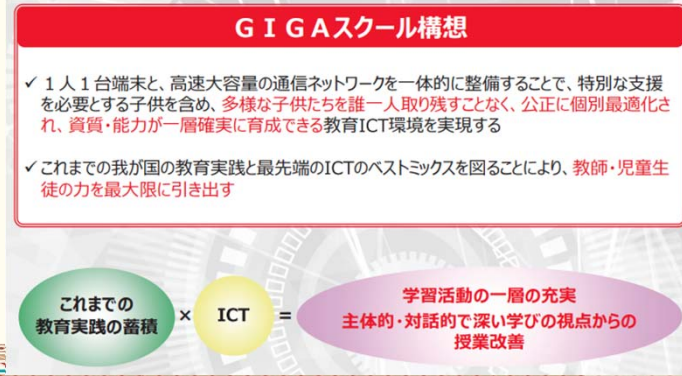 ＧＩＧＡスクール構想
✓ １人１台端末と、高速大容量の通信ネットワークを一体的に整備することで、特別な支援
を必要とする子供を含め、多様な子供たちを誰一人取り残すことなく、公正に個別最適化さ
れ、資質・能力が一層確実に育成できる教育ICT環境を実現する
✓ これまでの我が国の教育実践と最先端のICTのベストミックスを図ることにより、教師・児童生
徒の力を最大限に引き出す
これまでの
教育実践の蓄積
×
ICT
=
学習活動の一層の充実
主体的・対話的で深い学びの視点からの
授業改善